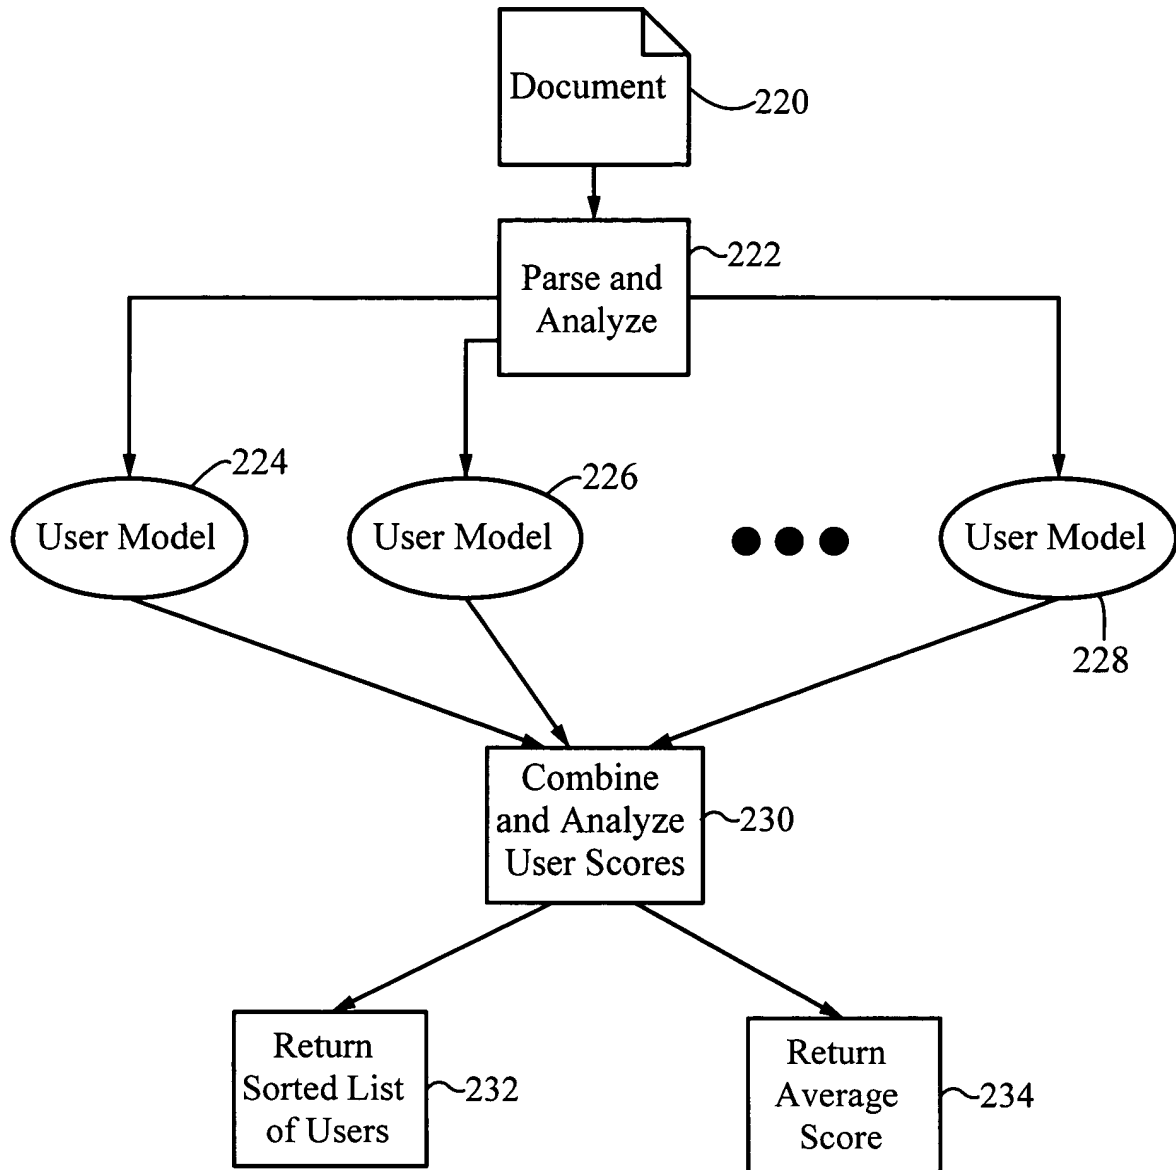 Document
220
Parse and
Analyze
222
User Model
224
User Model
226
User Model
228
Combine
and Analyze
User Scores
230
Return
Sorted List
of Users
232
Return
Average
Score
234